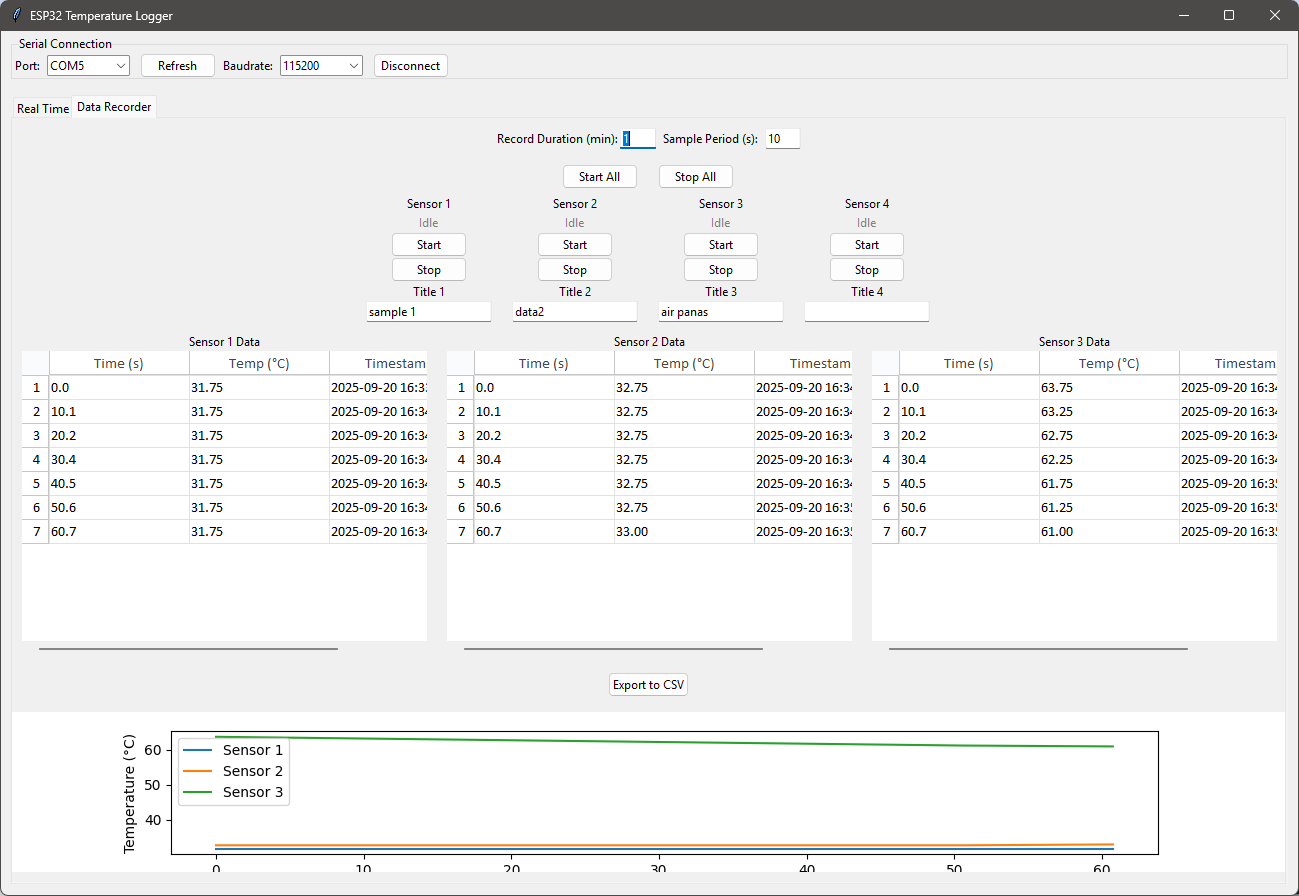 ESP32 Temperature Logger
Serial Connection
Port: COM5 Refresh Baudrate: 115200 Disconnect
Real Time Data Recorder
Record Duration (min): 1 Sample Period (s): 10
Start All Stop All
Sensor 1 Sensor 2 Sensor 3 Sensor 4
Idle Idle Idle Idle
Start Start Start Start
Stop Stop Stop Stop
Title 1 Title 2 Title 3 Title 4
sample 1 data2 air panas
Sensor 1 Data Sensor 2 Data Sensor 3 Data
Time (s) Temp (°C) Timestam Time (s) Temp (°C) Timestam Time (s) Temp (°C) Timestam
1 0.0 31.75 2025-09-20 16:3 1 0.0 32.75 2025-09-20 16:34 1 0.0 63.75 2025-09-20 16:34
2 10.1 31.75 2025-09-20 16:34 2 10.1 32.75 2025-09-20 16:34 2 10.1 63.25 2025-09-20 16:34
3 20.2 31.75 2025-09-20 16:34 3 20.2 32.75 2025-09-20 16:34 3 20.2 62.75 2025-09-20 16:34
4 30.4 31.75 2025-09-20 16:34 4 30.4 32.75 2025-09-20 16:34 4 30.4 62.25 2025-09-20 16:34
5 40.5 31.75 2025-09-20 16:34 5 40.5 32.75 2025-09-20 16:34 5 40.5 61.75 2025-09-20 16:35
6 50.6 31.75 2025-09-20 16:34 6 50.6 32.75 2025-09-20 16:35 6 50.6 61.25 2025-09-20 16:35
7 60.7 31.75 2025-09-20 16:34 7 60.7 33.00 2025-09-20 16:35 7 60.7 61.00 2025-09-20 16:35
Export to CSV
Temperature (°C)
60
50
40
Sensor 1
Sensor 2
Sensor 3
0 10 20 30 40 50 60